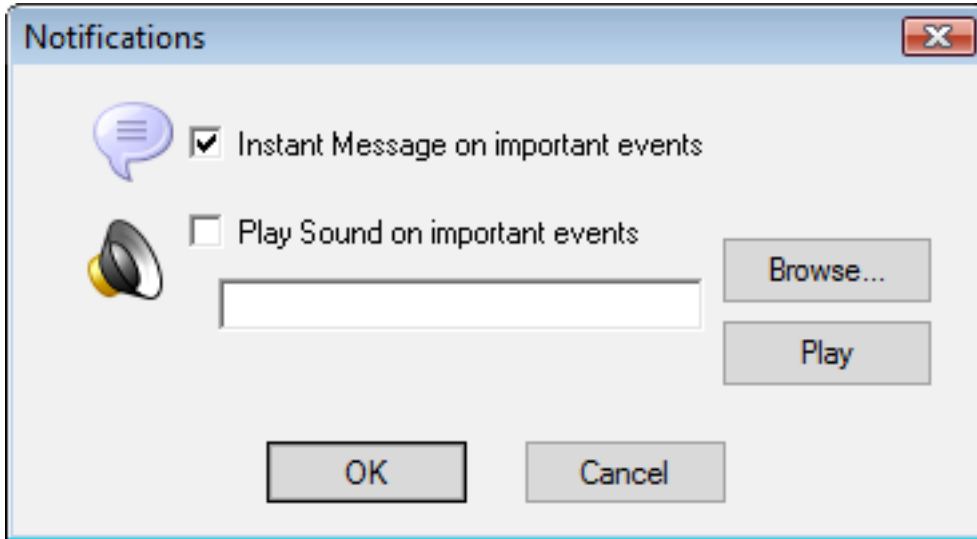 Notifications
Instant Message on important events
Play Sound on important events
Browse...
Play
OK
Cancel